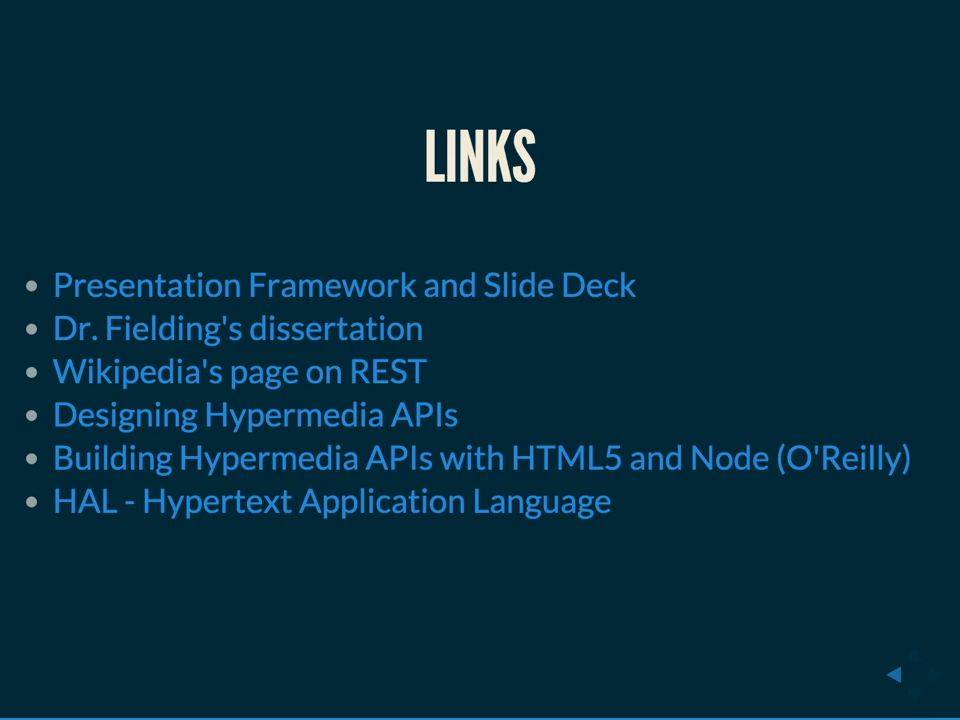 LINKS
Presentation Framework and Slide Deck
Dr. Fielding's dissertation
Wikipedia's page on REST
Designing Hypermedia APIs
Building Hypermedia APIs with HTML5 and Node (O'Reilly)
HAL - Hypertext Application Language